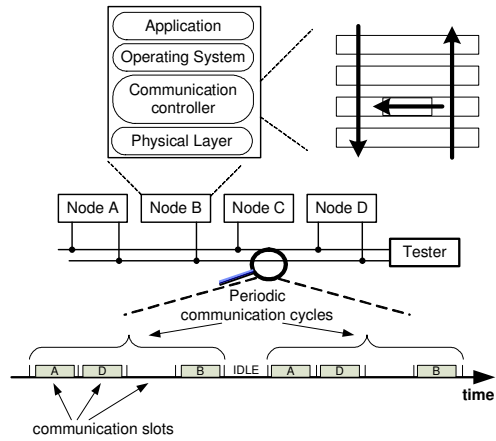 Application
Operating System
Communication
controller
Physical Layer
Node A
Node B
Node C
Node D
Tester
Periodic
communication cycles
A
D
B
IDLE
A
D
B
time
communication slots